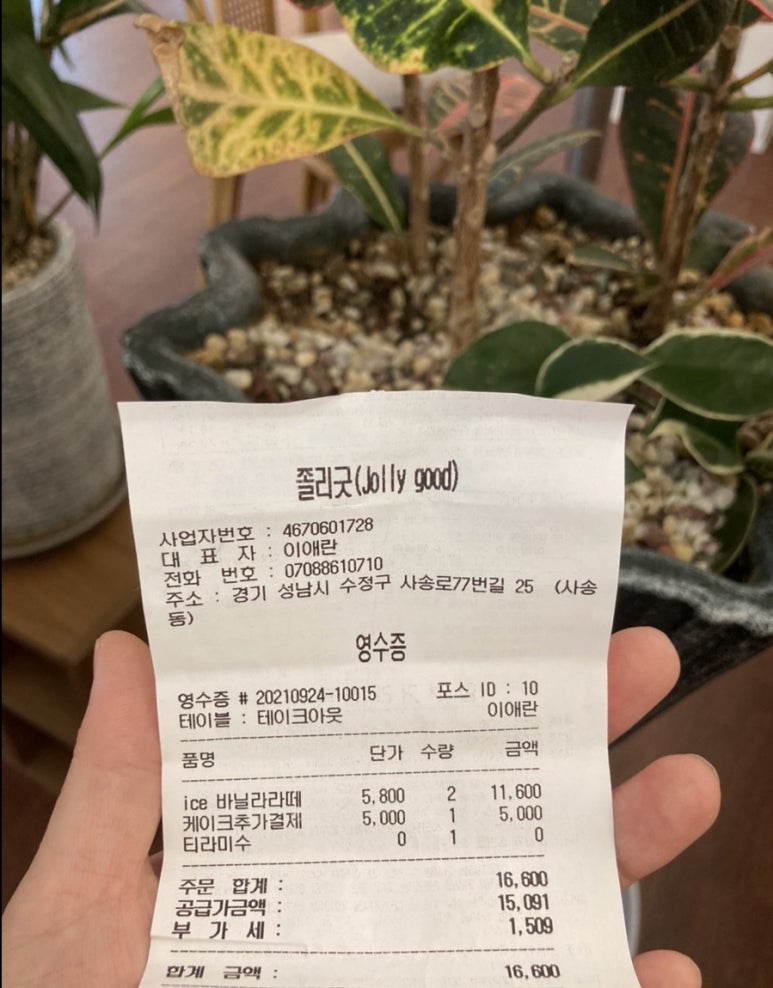 졸리굿(Jolly good)
사업자번호 : 4670601728
대 표 자 : 이애란
전화 번호 : 07088610710
주소 : 경기 성남시 수정구 사송로77번길 25 (사송
동)
영수증
영수증 # 20210924-10015 포스 ID : 10
테이블 : 테이크아웃 이애란
품명 단가 수량 금액
ice 바닐라라떼 5,800 2 11,600
케이크추가결제 5,000 1 5,000
티라미수 0 1 0
주문 합계 : 16,600
공급가금액 : 15,091
부 가 세 : 1,509
합계 금액 : 16,600